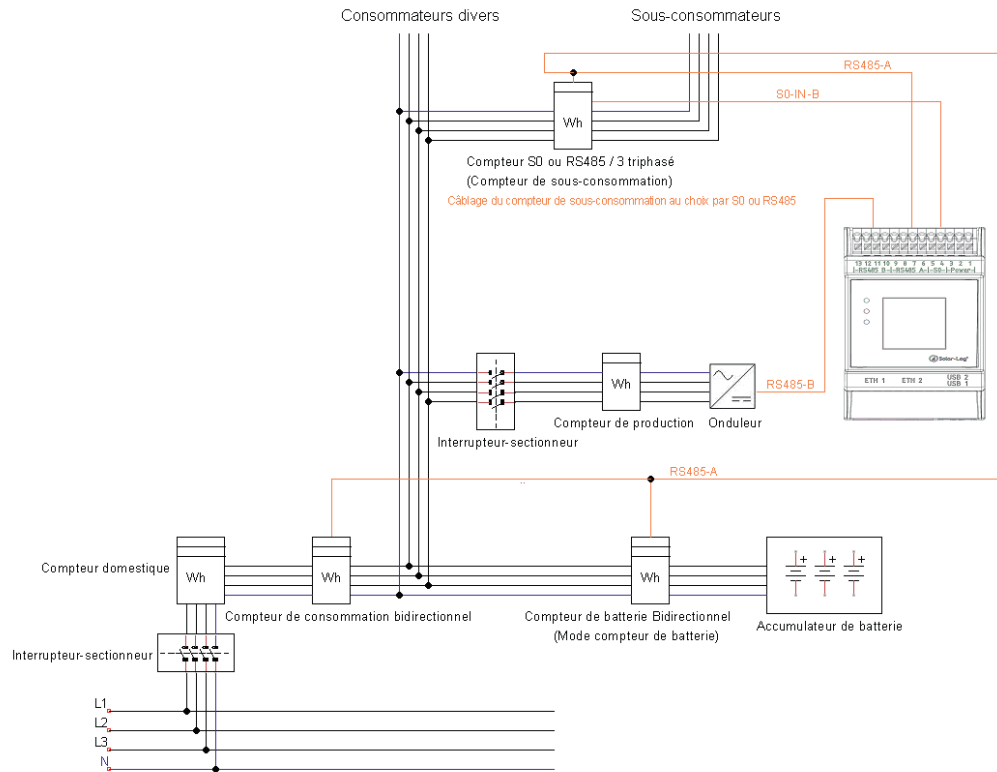 Consommateurs divers
Sous-consommateurs
RS485-A
S0-IN-B
Wh
Compteur S0 ou RS485 / 3 triphasé
(Compteur de sous-consommation)
Câblage du compteur de sous-consommation au choix par S0 ou RS485
13 12 11 10 9 8 7 6 5 4 3 2 1
|-RS485 B-|-RS485 A-|-S0-|-Power-|
Solar-Log®
ETH 1 ETH 2 USB 2
USB 1
Wh
RS485-B
Compteur de production
Onduleur
Interrupteur-sectionneur
RS485-A
Compteur domestique
Wh
Wh
Wh
+ + +
Compteur de consommation bidirectionnel
Compteur de batterie Bidirectionnel
(Mode compteur de batterie)
Accumulateur de batterie
Interrupteur-sectionneur
L1
L2
L3
N